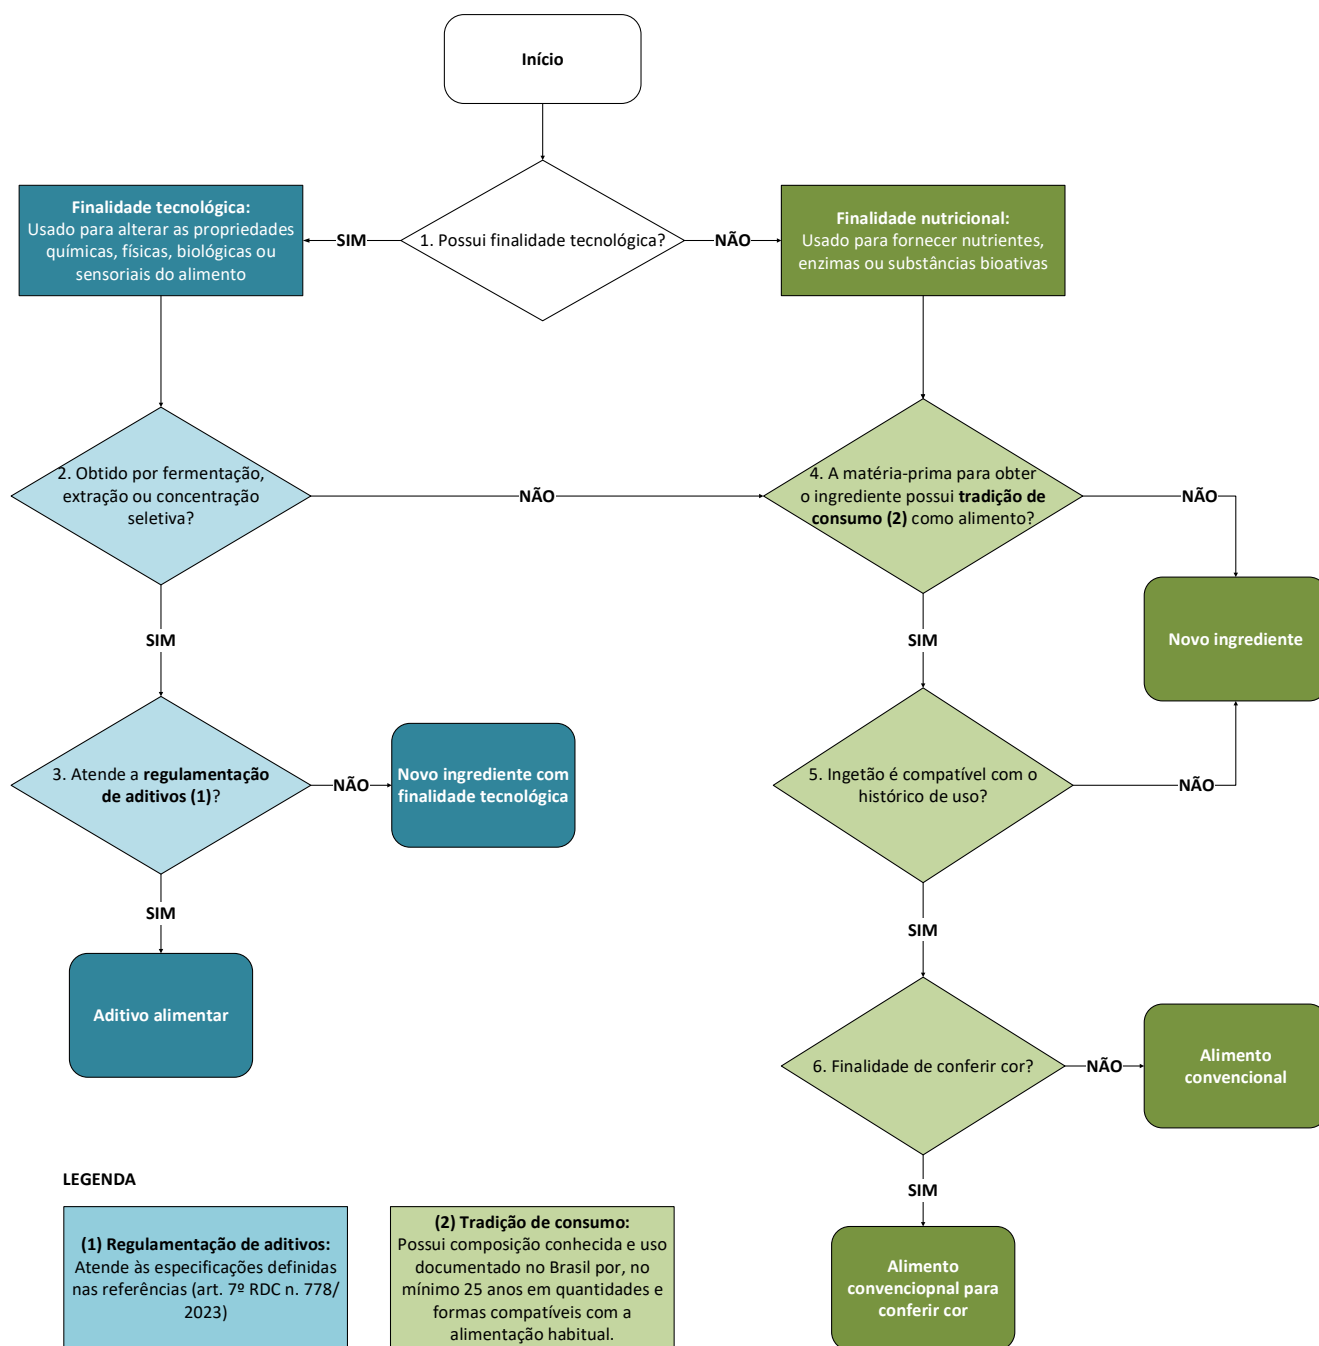 Início
Finalidade tecnológica:
Usado para alterar as propriedades
químicas, físicas, biológicas ou
sensoriais do alimento
SIM
1. Possui finalidade tecnológica?
NÃO
Finalidade nutricional:
Usado para fornecer nutrientes,
enzimas ou substâncias bioativas
2. Obtido por fermentação,
extração ou concentração
seletiva?
NÃO
4. A matéria-prima para obter
o ingrediente possui tradição de
consumo (2) como alimento?
NÃO
SIM
SIM
Novo ingrediente
3. Atende a regulamentação
de aditivos (1)?
NÃO
Novo ingrediente com
finalidade tecnológica
5. Ingetão é compatível com o
histórico de uso?
NÃO
SIM
SIM
Aditivo alimentar
6. Finalidade de conferir cor?
NÃO
Alimento
convencional
SIM
Alimento
convenciopnal para
conferir cor
LEGENDA
(1) Regulamentação de aditivos:
Atende às especificações definidas
nas referências (art. 7º RDC n. 778/
2023)
(2) Tradição de consumo:
Possui composição conhecida e uso
documentado no Brasil por, no
mínimo 25 anos em quantidades e
formas compatíveis com a
alimentação habitual.